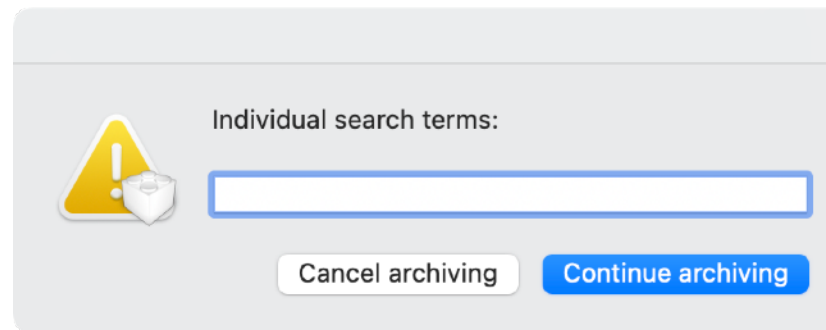 Individual search terms:
Cancel archiving
Continue archiving